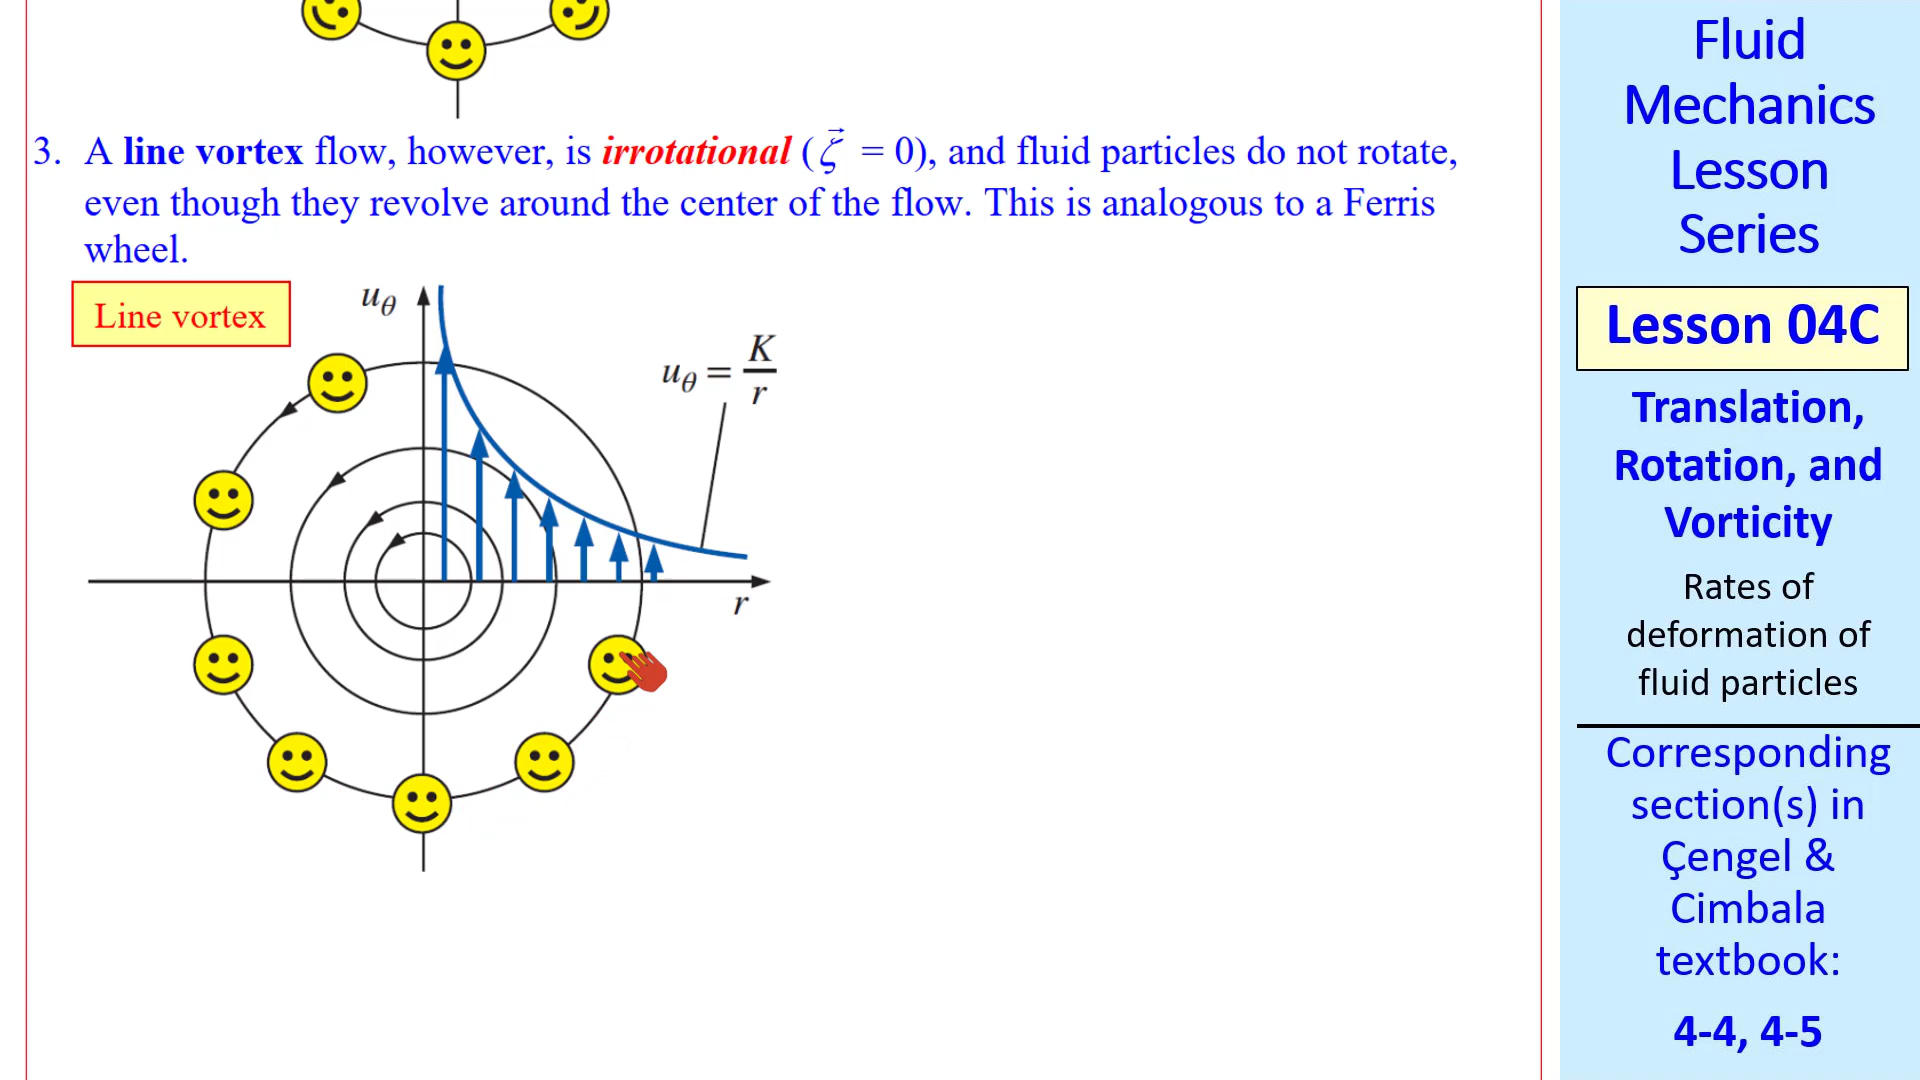 3. A line vortex flow, however, is irrotational (ζ⃗ = 0), and fluid particles do not rotate,
even though they revolve around the center of the flow. This is analogous to a Ferris
wheel.
Line vortex
uθ
uθ = K/r
r
Fluid
Mechanics
Lesson
Series
Lesson 04C
Translation,
Rotation, and
Vorticity
Rates of
deformation of
fluid particles
Corresponding
section(s) in
Çengel &
Cimbala
textbook:
4-4, 4-5